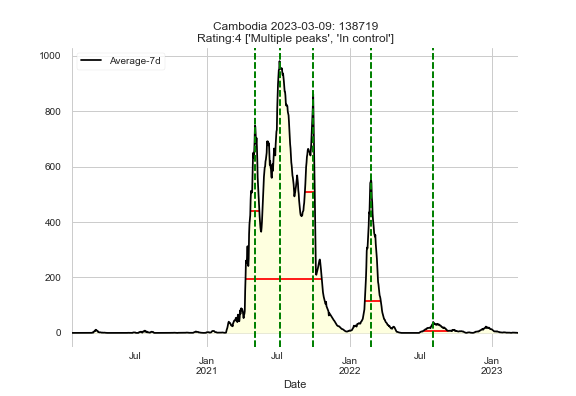 Cambodia 2023-03-09: 138719
Rating:4 ['Multiple peaks', 'In control']
Average-7d
1000
800
600
400
200
0
Jul
Jan
2021
Jul
Jan
2022
Jul
Jan
2023
Date